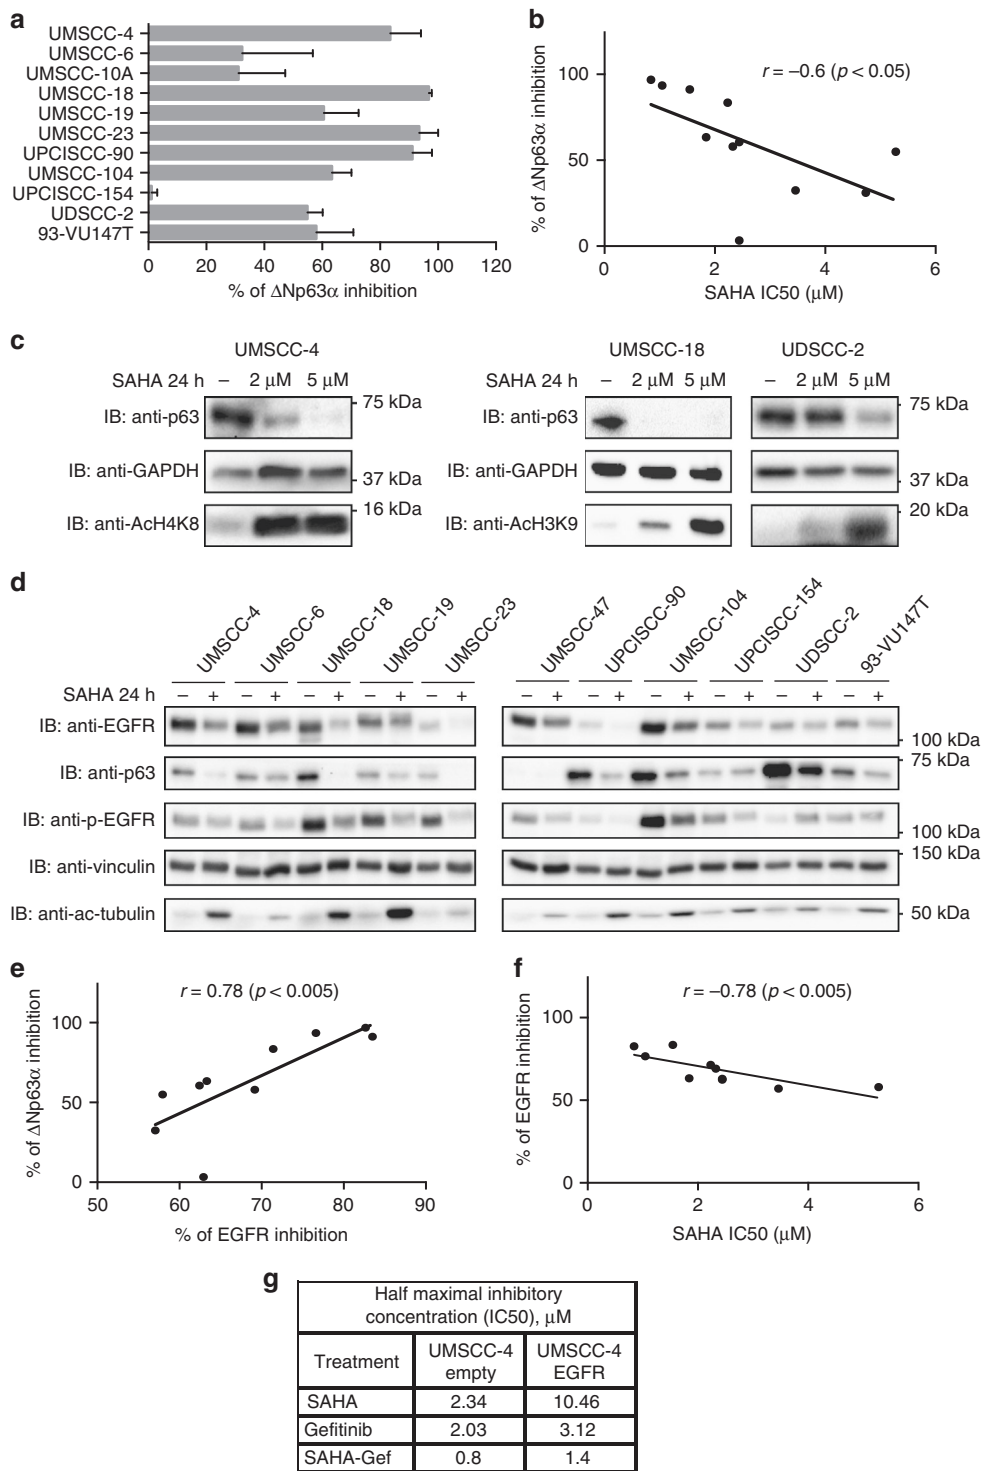 a
UMSCC-4
UMSCC-6
UMSCC-10A
UMSCC-18
UMSCC-19
UMSCC-23
UPCISCC-90
UMSCC-104
UPCISCC-154
UDSCC-2
93-VU147T
0 20 40 60 80 100 120
% of ΔNp63α inhibition
b
% of ΔNp63α inhibition
r = –0.6 (p < 0.05)
100
50
0
0 2 4 6
SAHA IC50 (μM)
c
UMSCC-4
SAHA 24 h – 2 μM 5 μM
IB: anti-p63
75 kDa
IB: anti-GAPDH
37 kDa
16 kDa
IB: anti-AcH4K8
UMSCC-18 UDSCC-2
SAHA 24 h – 2 μM 5 μM – 2 μM 5 μM
IB: anti-p63
75 kDa
IB: anti-GAPDH
37 kDa
20 kDa
IB: anti-AcH3K9
d
UMSCC-4 UMSCC-6 UMSCC-18 UMSCC-19 UMSCC-23 UMSCC-47 UPCISCC-90 UMSCC-104 UPCISCC-154 UDSCC-2 93-VU147T
SAHA 24 h – + – + – + – + – + – + – + – + – + – + – +
IB: anti-EGFR
100 kDa
75 kDa
IB: anti-p63
IB: anti-p-EGFR
100 kDa
150 kDa
IB: anti-vinculin
IB: anti-ac-tubulin
50 kDa
e
% of ΔNp63α inhibition
r = 0.78 (p < 0.005)
100
50
0
50 60 70 80 90
% of EGFR inhibition
f
% of EGFR inhibition
r = –0.78 (p < 0.005)
100
50
0
0 2 4 6
SAHA IC50 (μM)
g
Half maximal inhibitory
concentration (IC50), μM
Treatment UMSCC-4 empty UMSCC-4 EGFR
SAHA 2.34 10.46
Gefitinib 2.03 3.12
SAHA-Gef 0.8 1.4